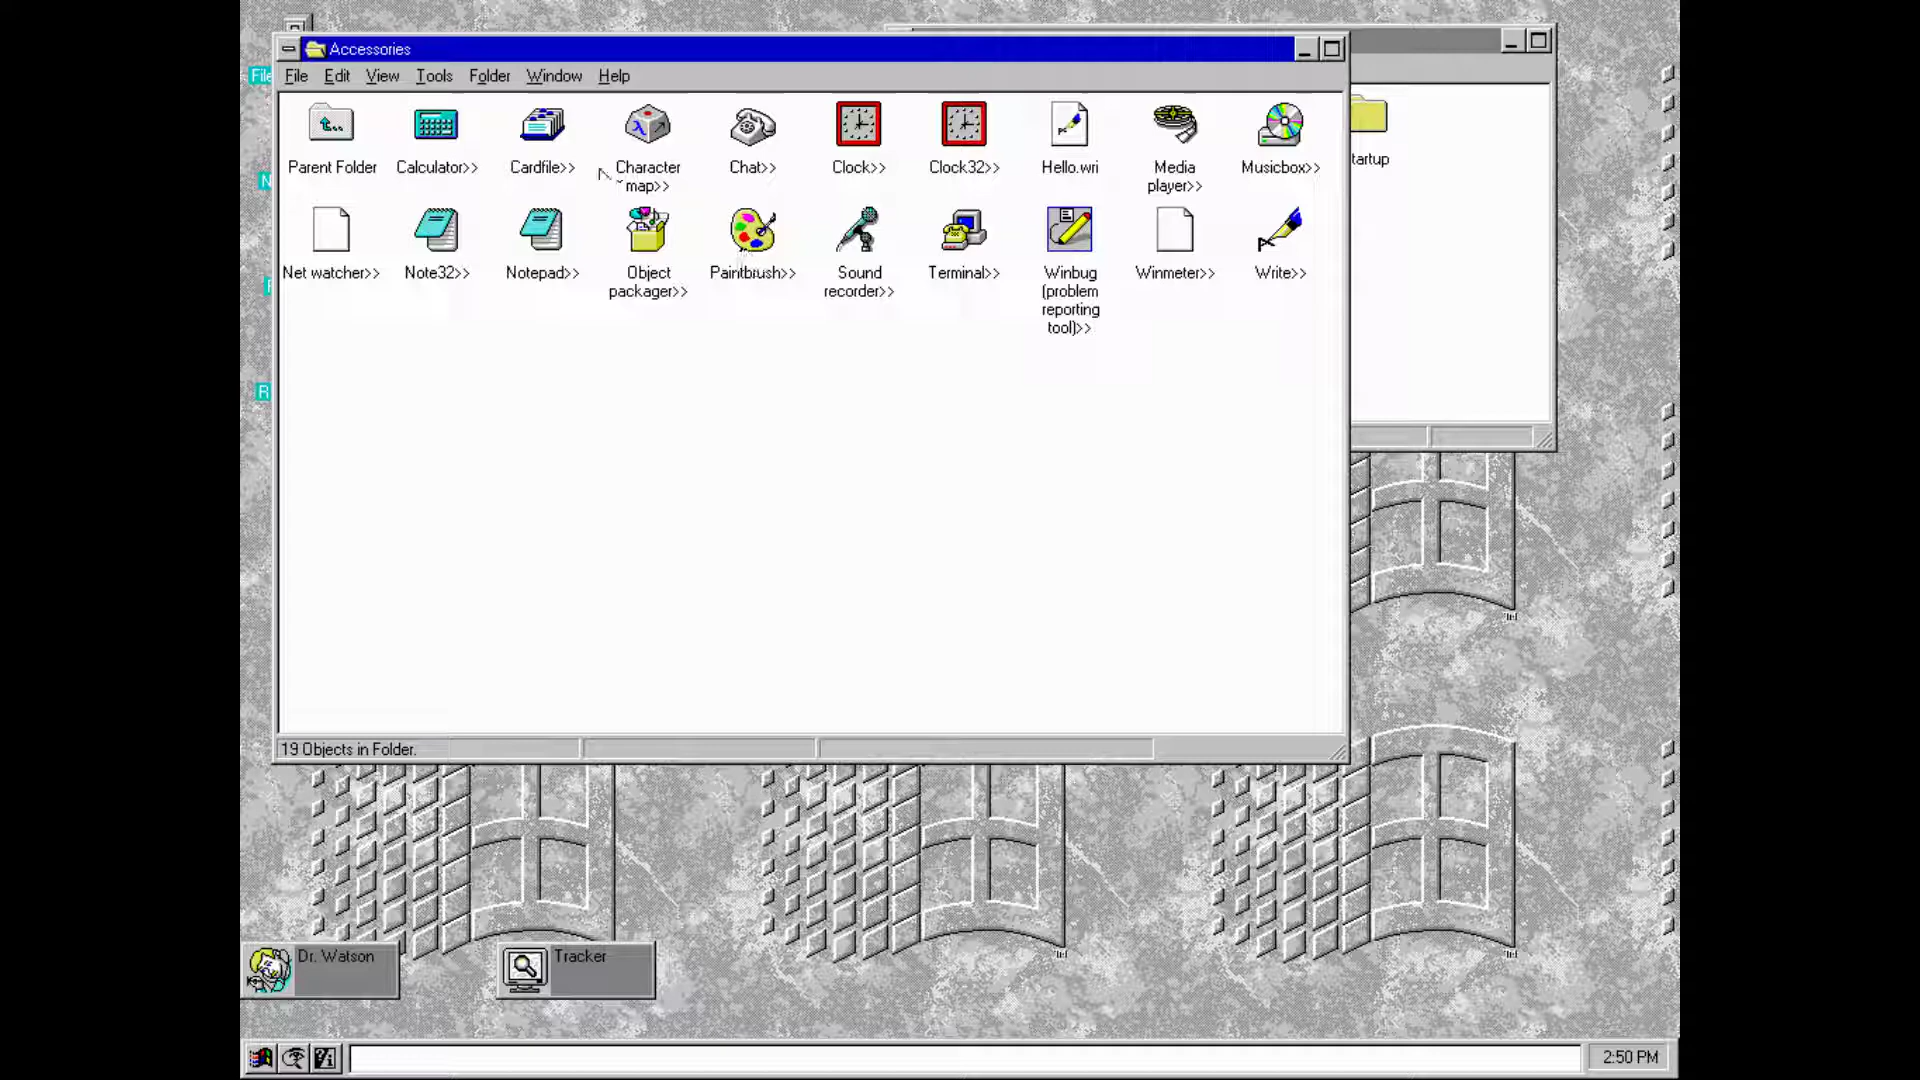 Accessories
File Edit View Tools Folder Window Help
Parent Folder Calculator>> Cardfile>> Character map>> Chat>> Clock>> Clock32>> Hello.wri Media player>> Musicbox>>
Net watcher>> Note32>> Notepad>> Object packager>> Paintbrush>> Sound recorder>> Terminal>> Winbug (problem reporting tool)>> Winmeter>> Write>>
19 Objects in Folder.
File
N
R
tartup
Dr. Watson
Tracker
2:50 PM